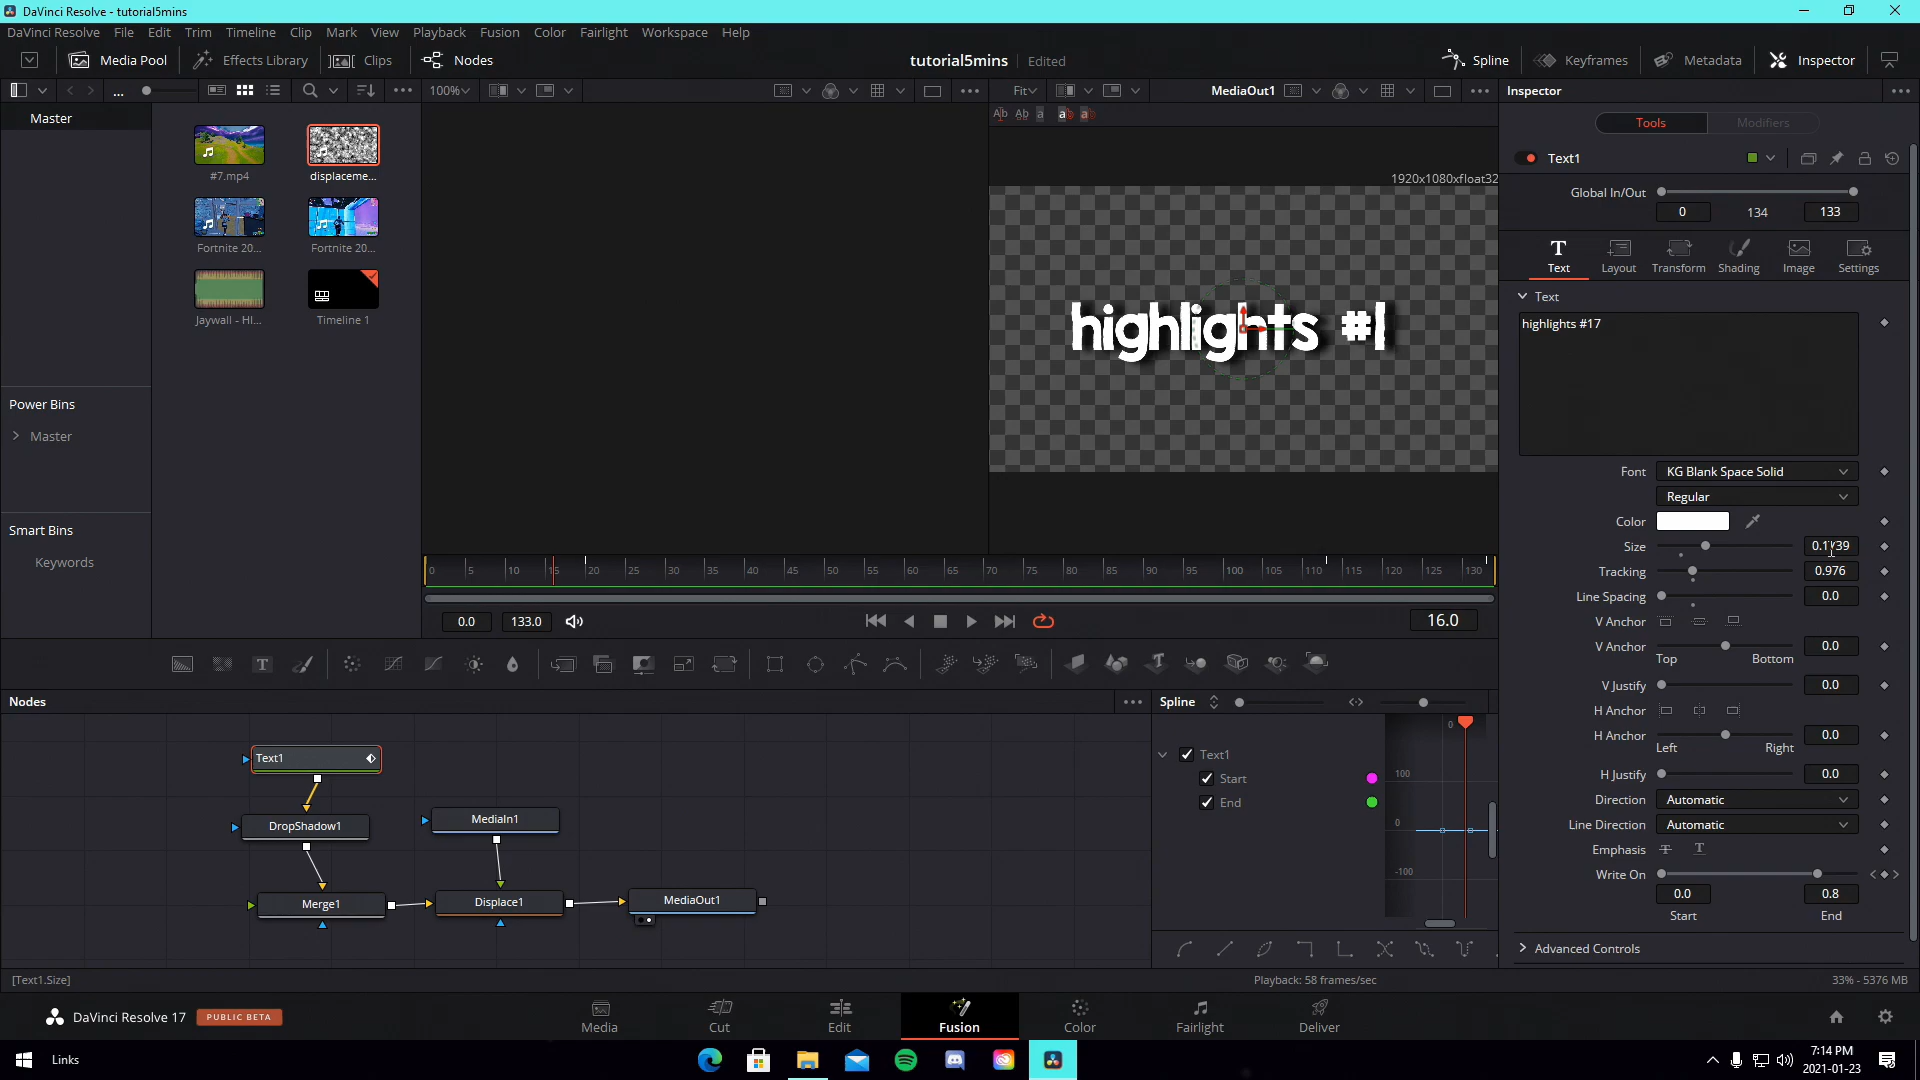 DaVinci Resolve - tutorial5mins
DaVinci Resolve File Edit Trim Timeline Clip Mark View Playback Fusion Color Fairlight Workspace Help
Media Pool Effects Library Clips Nodes tutorial5mins Edited Spline Keyframes Metadata Inspector
... 100% Fit MediaOut1 Inspector
Master
Tools Modifiers
#7.mp4 displaceme...
Text1
1920x1080xfloat32
Global In/Out
0 134 133
Fortnite 20... Fortnite 20...
Text Layout Transform Shading Image Settings
Text
highlights #17
highlights #1
Jaywall - HI... Timeline 1
Power Bins
Master
Smart Bins
Keywords
Font KG Blank Space Solid
Regular
Color
Size
Tracking 0.976
Line Spacing 0.0
V Anchor
V Anchor 0.0
Top Bottom
V Justify 0.0
H Anchor
H Anchor 0.0
Left Right
H Justify 0.0
Direction Automatic
Line Direction Automatic
Emphasis
Write On
0.0 0.8
Start End
Advanced Controls
0 5 10 15 20 25 30 35 40 45 50 55 60 65 70 75 80 85 90 95 100 105 110 115 120 125 130
0.0 133.0 16.0
Nodes
Text1
DropShadow1
MediaIn1
Merge1
Displace1
MediaOut1
Spline
Text1
Start
End
0
100
0
-100
[Text1.Size] Playback: 58 frames/sec 33% - 5376 MB
DaVinci Resolve 17 PUBLIC BETA
Media Cut Edit Fusion Color Fairlight Deliver
Links
7:14 PM
2021-01-23